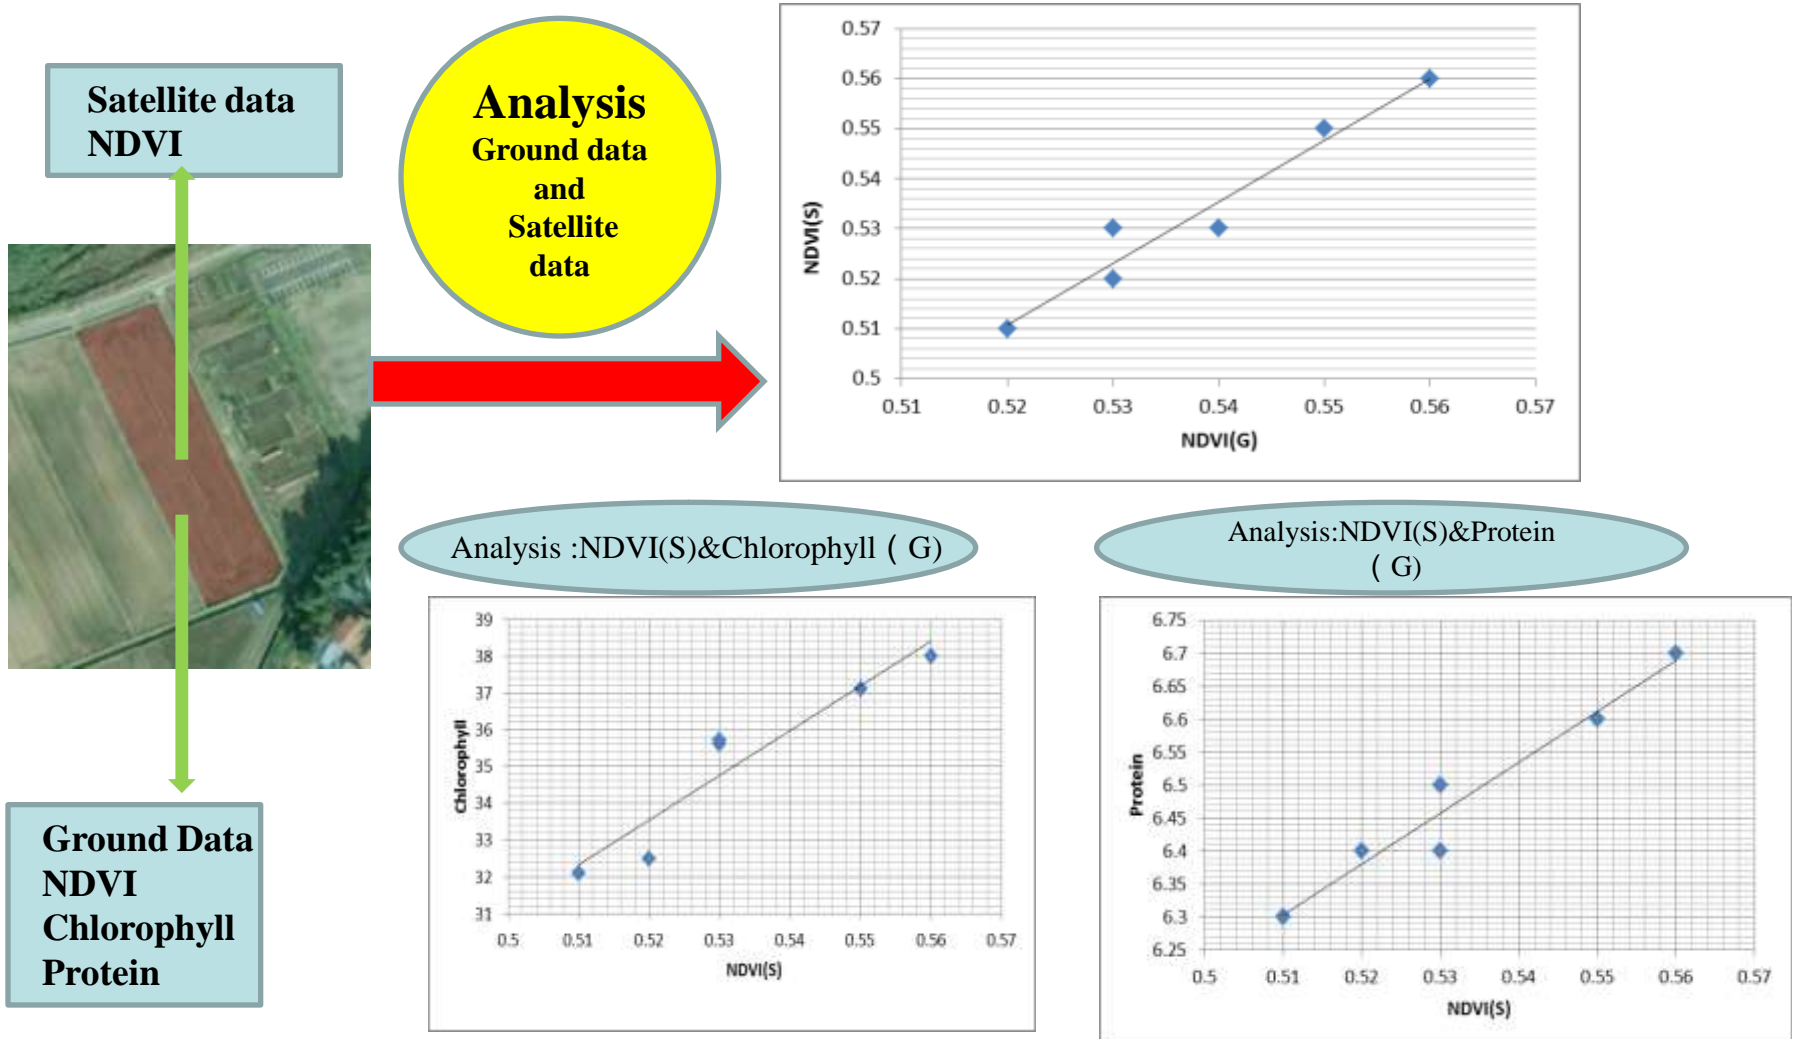 Satellite data
NDVI
Analysis
Ground data
and
Satellite
data
0.57
0.56
0.55
0.54
0.53
0.52
0.51
0.5
NDVI(S)
0.51 0.52 0.53 0.54 0.55 0.56 0.57
NDVI(G)
Ground Data
NDVI
Chlorophyll
Protein
Analysis :NDVI(S)&Chlorophyll ( G)
39
38
37
36
35
34
33
32
31
Chlorophyll
0.5 0.51 0.52 0.53 0.54 0.55 0.56 0.57
NDVI(S)
Analysis:NDVI(S)&Protein
( G)
6.75
6.7
6.65
6.6
6.55
6.5
6.45
6.4
6.35
6.3
6.25
Protein
0.5 0.51 0.52 0.53 0.54 0.55 0.56 0.57
NDVI(S)